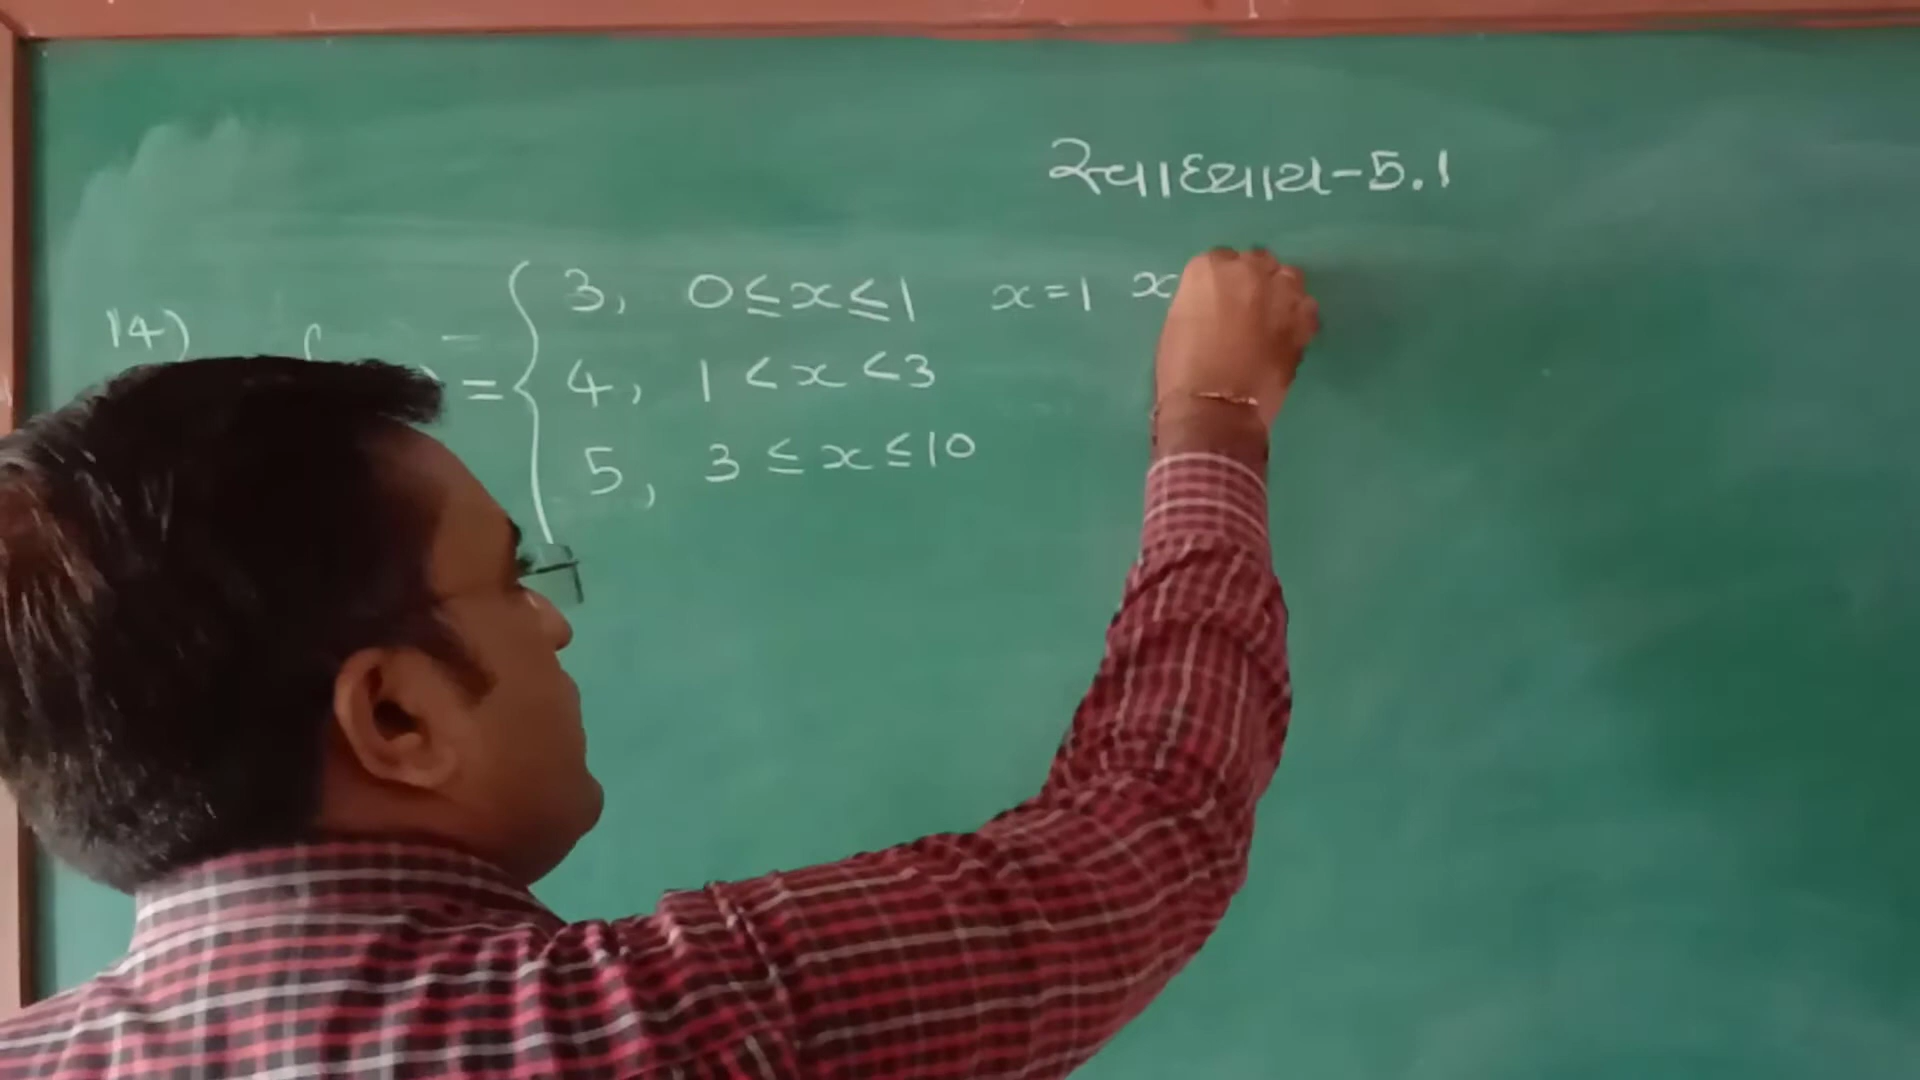 સ્વાધ્યાય-5.1
14) = { 3, 0≤x≤1 x=1 x
4, 1<x<3
5, 3≤x≤10